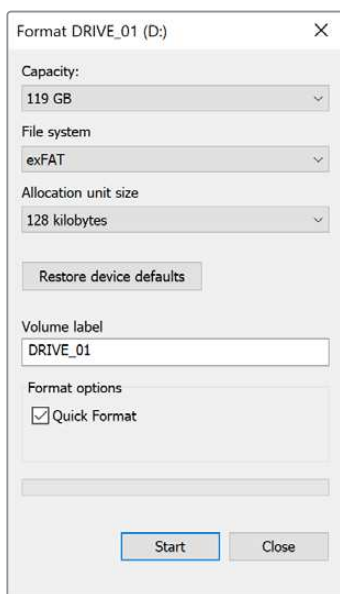 Format DRIVE_01 (D:)
Capacity:
119 GB
File system
exFAT
Allocation unit size
128 kilobytes
Restore device defaults
Volume label
DRIVE_01
Format options
Quick Format
Start Close